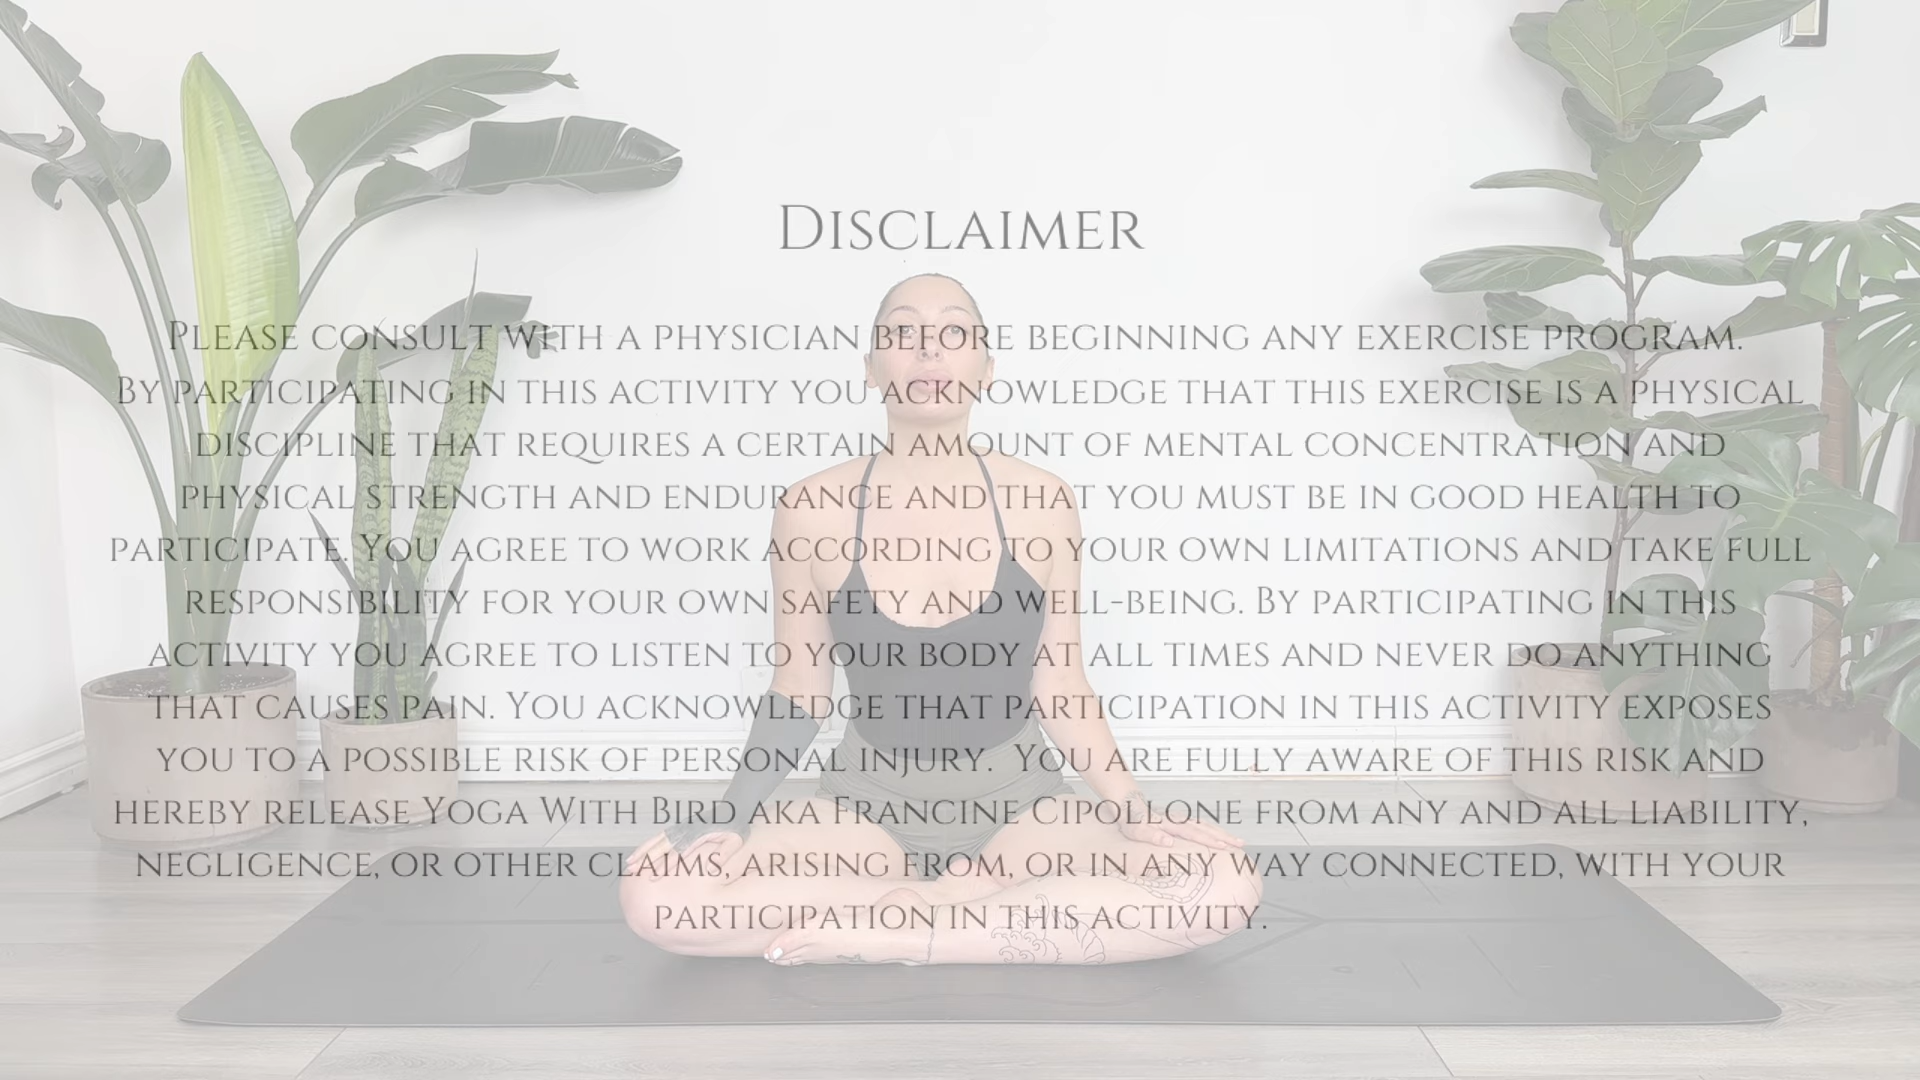 Disclaimer
Please consult with a physician before beginning any exercise program.
By participating in this activity you acknowledge that this exercise is a physical
discipline that requires a certain amount of mental concentration and
physical strength and endurance and that you must be in good health to
participate. You agree to work according to your own limitations and take full
responsibility for your own safety and well-being. By participating in this
activity you agree to listen to your body at all times and never do anything
that causes pain. You acknowledge that participation in this activity exposes
you to a possible risk of personal injury. You are fully aware of this risk and
hereby release Yoga With Bird aka Francine Cipollone from any and all liability,
negligence, or other claims, arising from, or in any way connected, with your
participation in this activity.